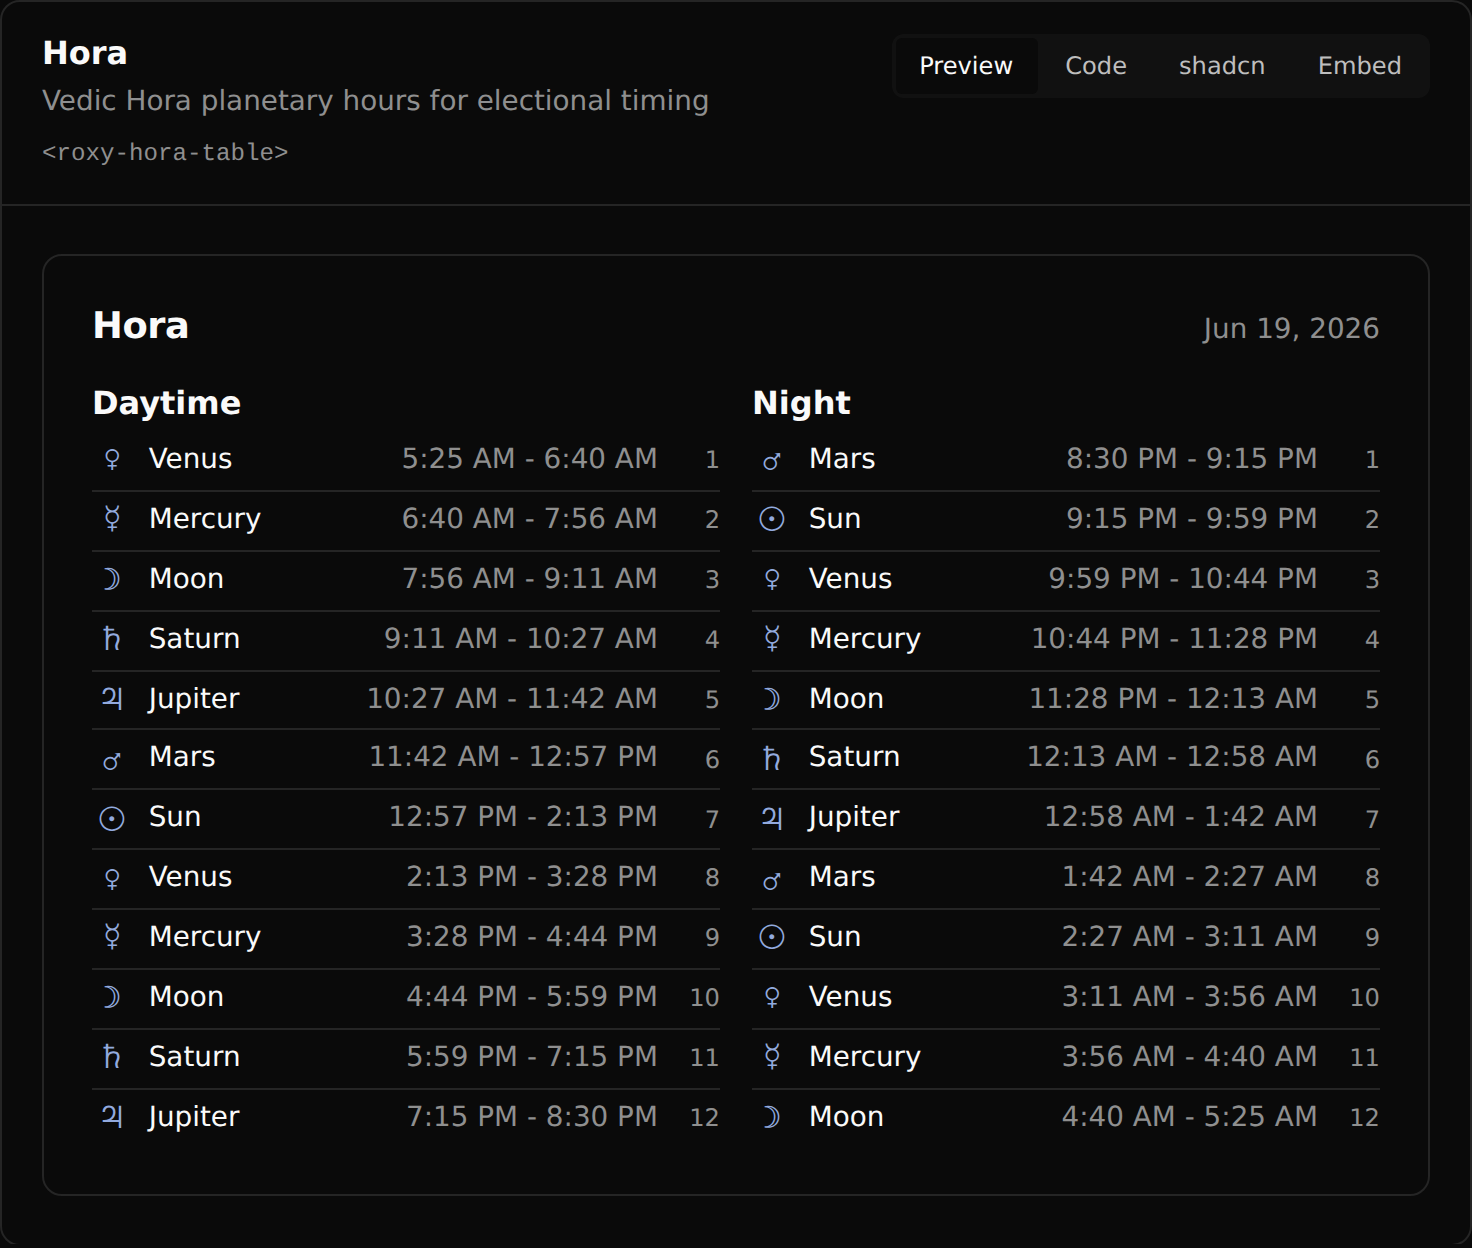 Hora
Vedic Hora planetary hours for electional timing
<roxy-hora-table>
Preview Code shadcn Embed
Hora Jun 19, 2026
Daytime
♀ Venus 5:25 AM - 6:40 AM 1
☿ Mercury 6:40 AM - 7:56 AM 2
☽ Moon 7:56 AM - 9:11 AM 3
♄ Saturn 9:11 AM - 10:27 AM 4
♃ Jupiter 10:27 AM - 11:42 AM 5
♂ Mars 11:42 AM - 12:57 PM 6
☉ Sun 12:57 PM - 2:13 PM 7
♀ Venus 2:13 PM - 3:28 PM 8
☿ Mercury 3:28 PM - 4:44 PM 9
☽ Moon 4:44 PM - 5:59 PM 10
♄ Saturn 5:59 PM - 7:15 PM 11
♃ Jupiter 7:15 PM - 8:30 PM 12
Night
♂ Mars 8:30 PM - 9:15 PM 1
☉ Sun 9:15 PM - 9:59 PM 2
♀ Venus 9:59 PM - 10:44 PM 3
☿ Mercury 10:44 PM - 11:28 PM 4
☽ Moon 11:28 PM - 12:13 AM 5
♄ Saturn 12:13 AM - 12:58 AM 6
♃ Jupiter 12:58 AM - 1:42 AM 7
♂ Mars 1:42 AM - 2:27 AM 8
☉ Sun 2:27 AM - 3:11 AM 9
♀ Venus 3:11 AM - 3:56 AM 10
☿ Mercury 3:56 AM - 4:40 AM 11
☽ Moon 4:40 AM - 5:25 AM 12